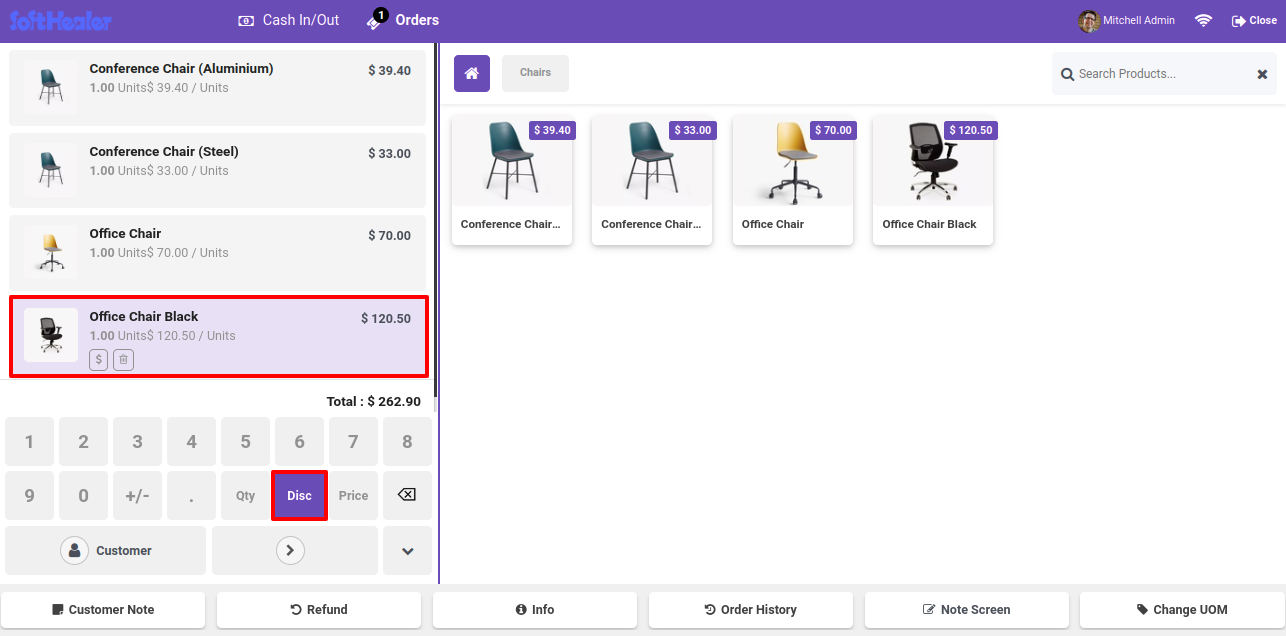 SoftHealer
Cash In/Out
1
Orders
Mitchell Admin
Close
Conference Chair (Aluminium)
$ 39.40
1.00 Units$ 39.40 / Units
Conference Chair (Steel)
$ 33.00
1.00 Units$ 33.00 / Units
Office Chair
$ 70.00
1.00 Units$ 70.00 / Units
Office Chair Black
$ 120.50
1.00 Units$ 120.50 / Units
$
Total : $ 262.90
1 2 3 4 5 6 7 8
9 0 +/- . Qty Disc Price
Customer
Chairs
Search Products...
$ 39.40
Conference Chair...
$ 33.00
Conference Chair...
$ 70.00
Office Chair
$ 120.50
Office Chair Black
Customer Note
Refund
Info
Order History
Note Screen
Change UOM